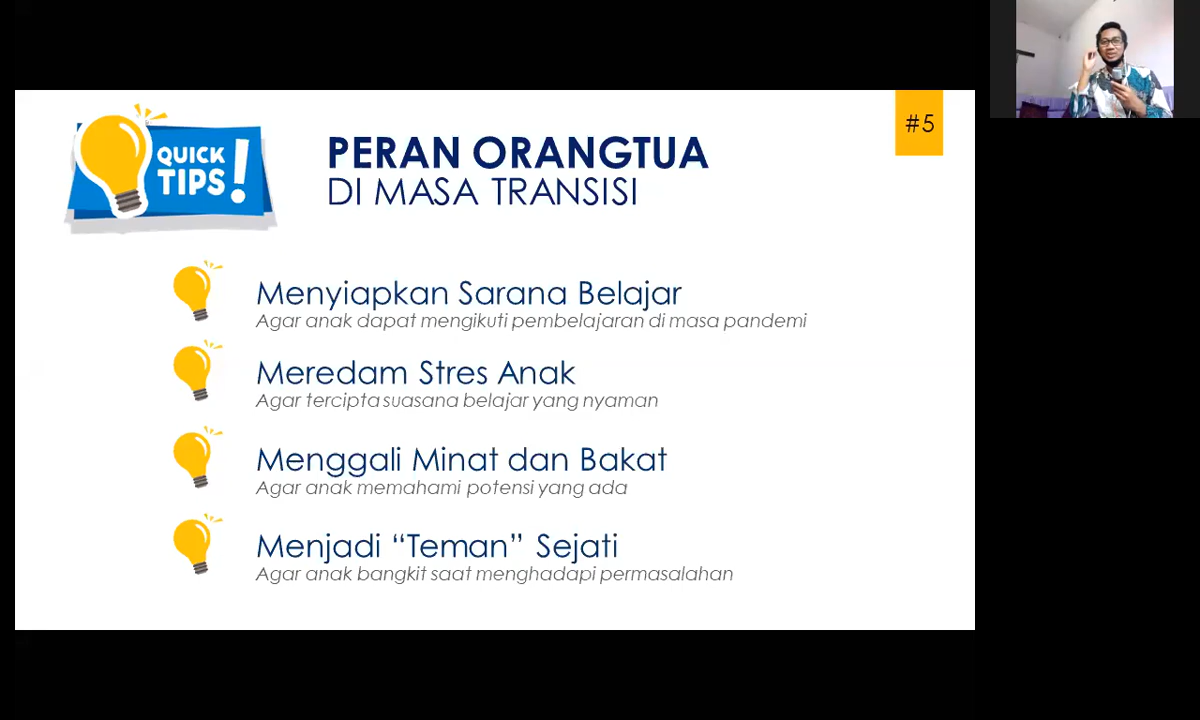 QUICK
TIPS!
PERAN ORANGTUA
DI MASA TRANSISI
#5
Menyiapkan Sarana Belajar
Agar anak dapat mengikuti pembelajaran di masa pandemi
Meredam Stres Anak
Agar tercipta suasana belajar yang nyaman
Menggali Minat dan Bakat
Agar anak memahami potensi yang ada
Menjadi “Teman” Sejati
Agar anak bangkit saat menghadapi permasalahan